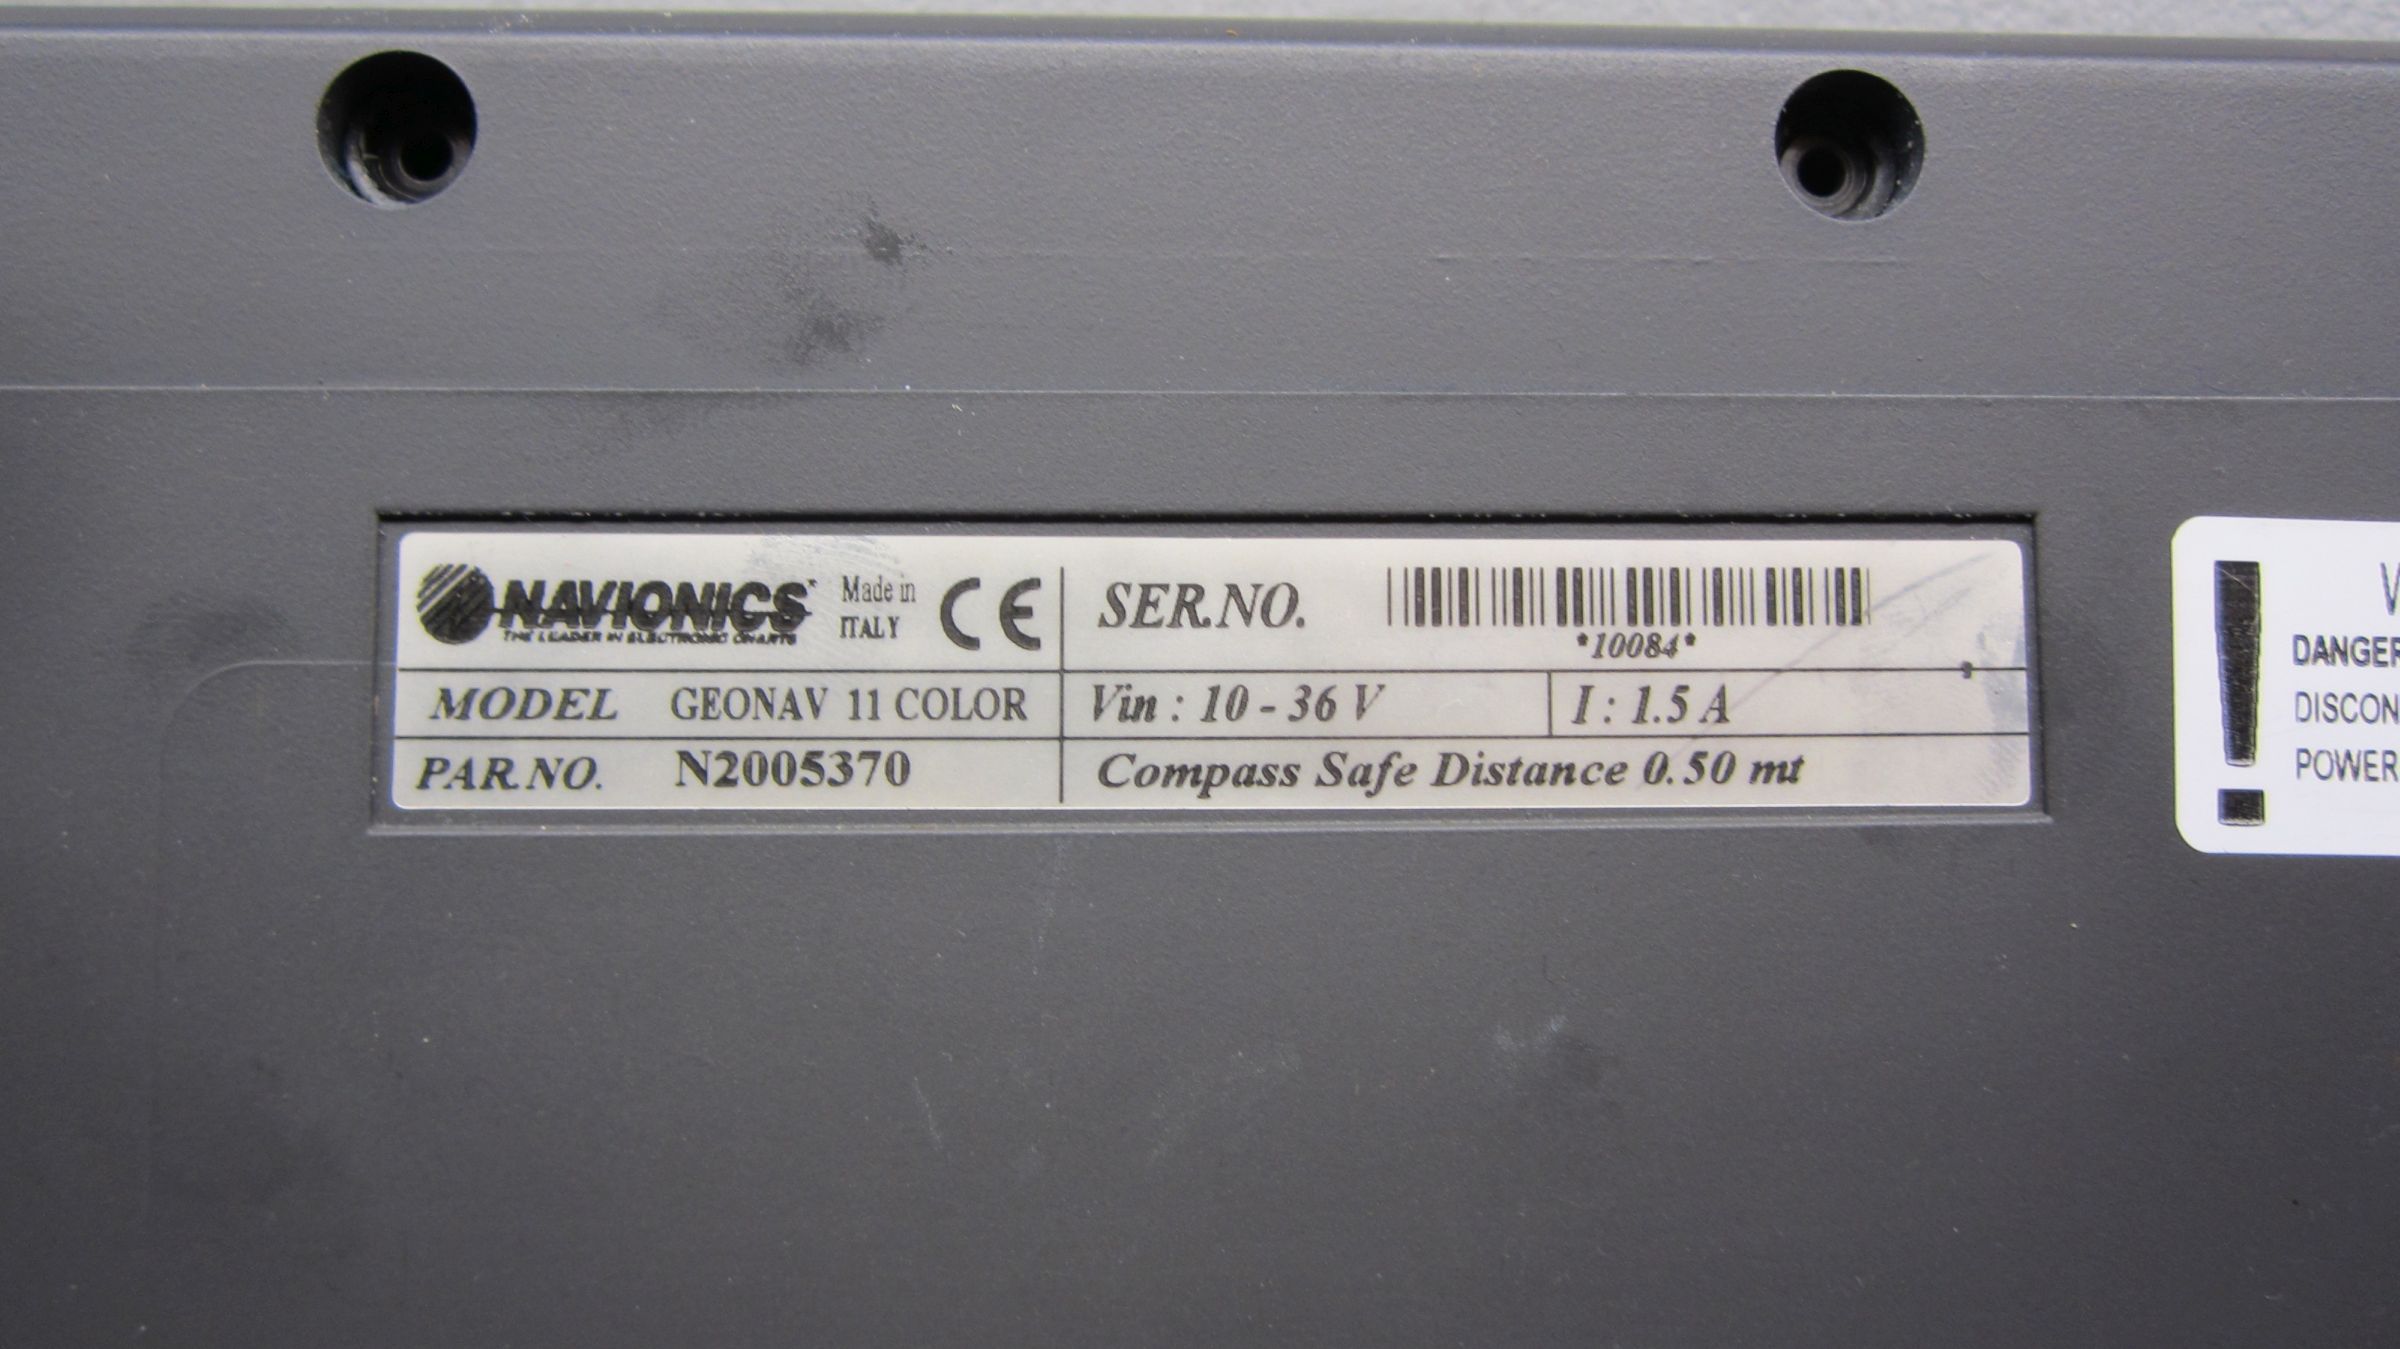 NAVIONICS
THE LEADER IN ELECTRONIC CHARTS
Made in
ITALY
CE
SER.NO.
*10084*
MODEL GEONAV 11 COLOR
Vin : 10 - 36 V
I : 1.5 A
PAR.NO. N2005370
Compass Safe Distance 0.50 mt
DANGER
DISCON
POWER